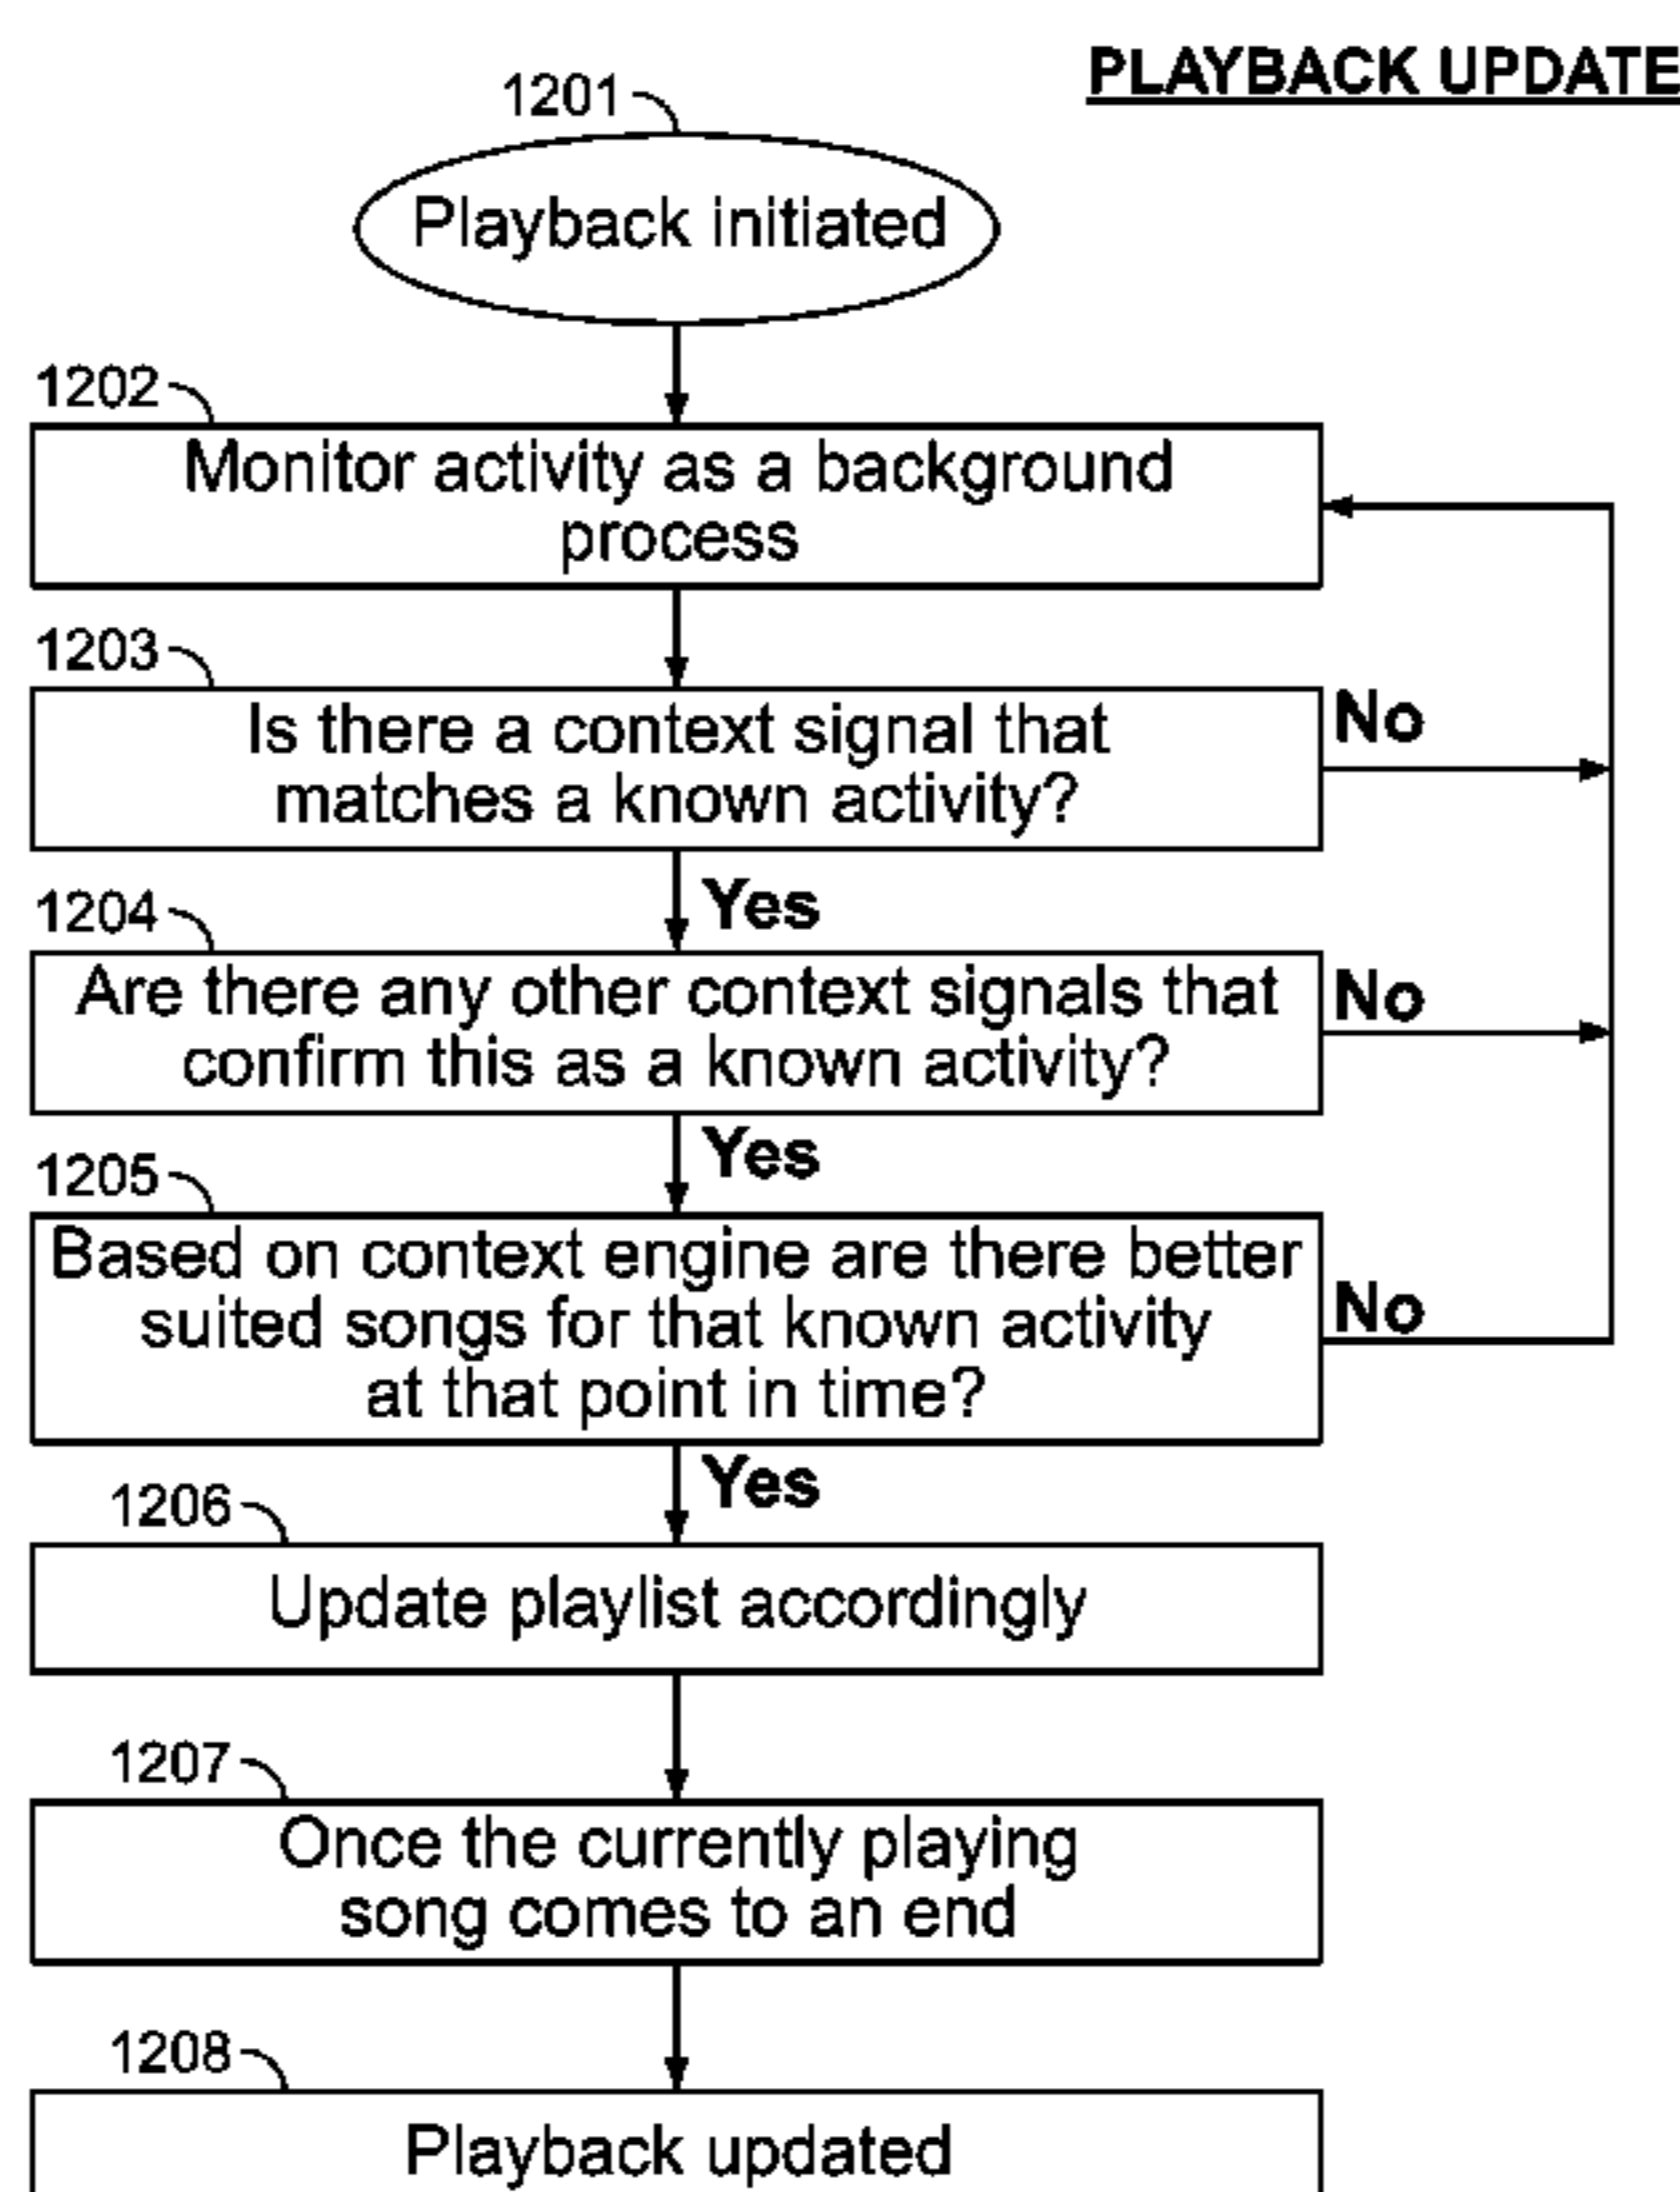 PLAYBACK UPDATE
1201
Playback initiated
1202
Monitor activity as a background
process
1203
Is there a context signal that
matches a known activity?
No
Yes
1204
Are there any other context signals that
confirm this as a known activity?
No
Yes
1205
Based on context engine are there better
suited songs for that known activity
at that point in time?
No
Yes
1206
Update playlist accordingly
1207
Once the currently playing
song comes to an end
1208
Playback updated